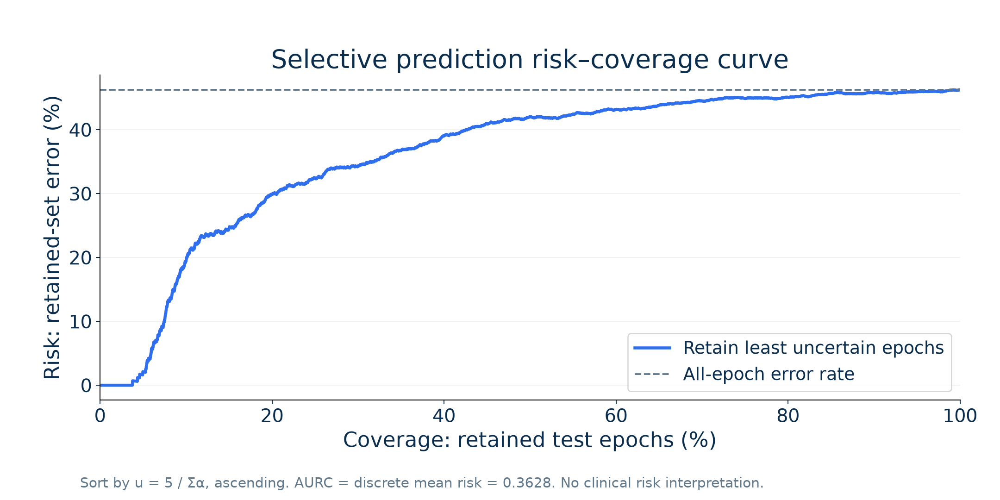 Selective prediction risk–coverage curve
Risk: retained-set error (%)
40
30
20
10
0
Retain least uncertain epochs
All-epoch error rate
0 20 40 60 80 100
Coverage: retained test epochs (%)
Sort by u = 5 / Σα, ascending. AURC = discrete mean risk = 0.3628. No clinical risk interpretation.